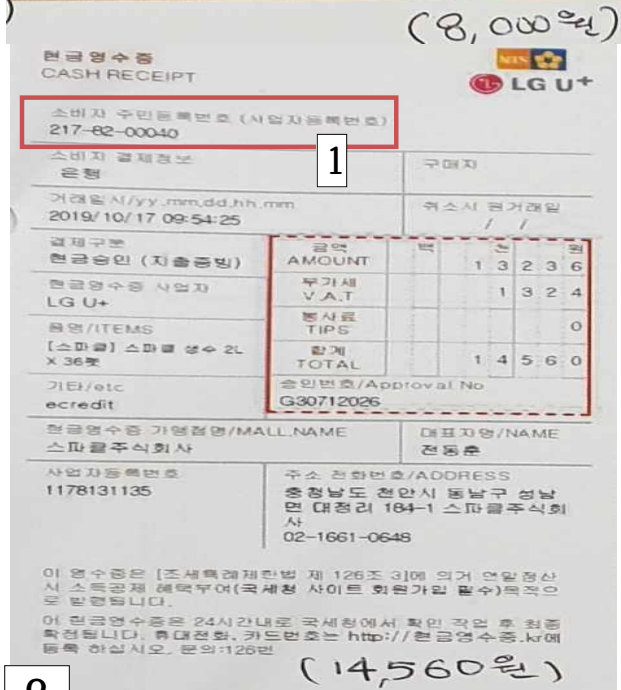 )
(8,000원)
현금영수증
CASH RECEIPT
NTS
LG U+
소비자 주민등록번호 (사업자등록번호)
217-82-00040
1
소비자 결제정보
은행
구매자
거래일시/yy,mm,dd,hh,mm
2019/10/17 09:54:25
취소시 원거래일
/ /
결제구분
현금승인 (지출증빙)
금액 백 천 원
AMOUNT 1 3 2 3 6
현금영수증 사업자
LG U+
부가세
V.A.T 1 3 2 4
품명/ITEMS
[스파클] 스파클 생수 2L
X 36펫
봉사료
TIPS 0
합계
TOTAL 1 4 5 6 0
기타/etc
ecredit
승인번호/Approval No
G30712026
현금영수증 가맹점명/MALL.NAME
스파클주식회사
대표자명/NAME
전동훈
사업자등록번호
1178131135
주소 전화번호/ADDRESS
충청남도 천안시 동남구 성남
면 대정리 184-1 스파클주식회
사
02-1661-0648
이 영수증은 [조세특례제한법 제 126조 3]에 의거 연말정산
시 소득공제 혜택부여(국세청 사이트 회원가입 필수)목적으
로 발행됩니다.
이 현금영수증은 24시간내로 국세청에서 확인 작업 후 최종
확정됩니다. 휴대전화, 카드번호는 http://현금영수증.kr에
등록 하십시오. 문의:126번
(14,560원)